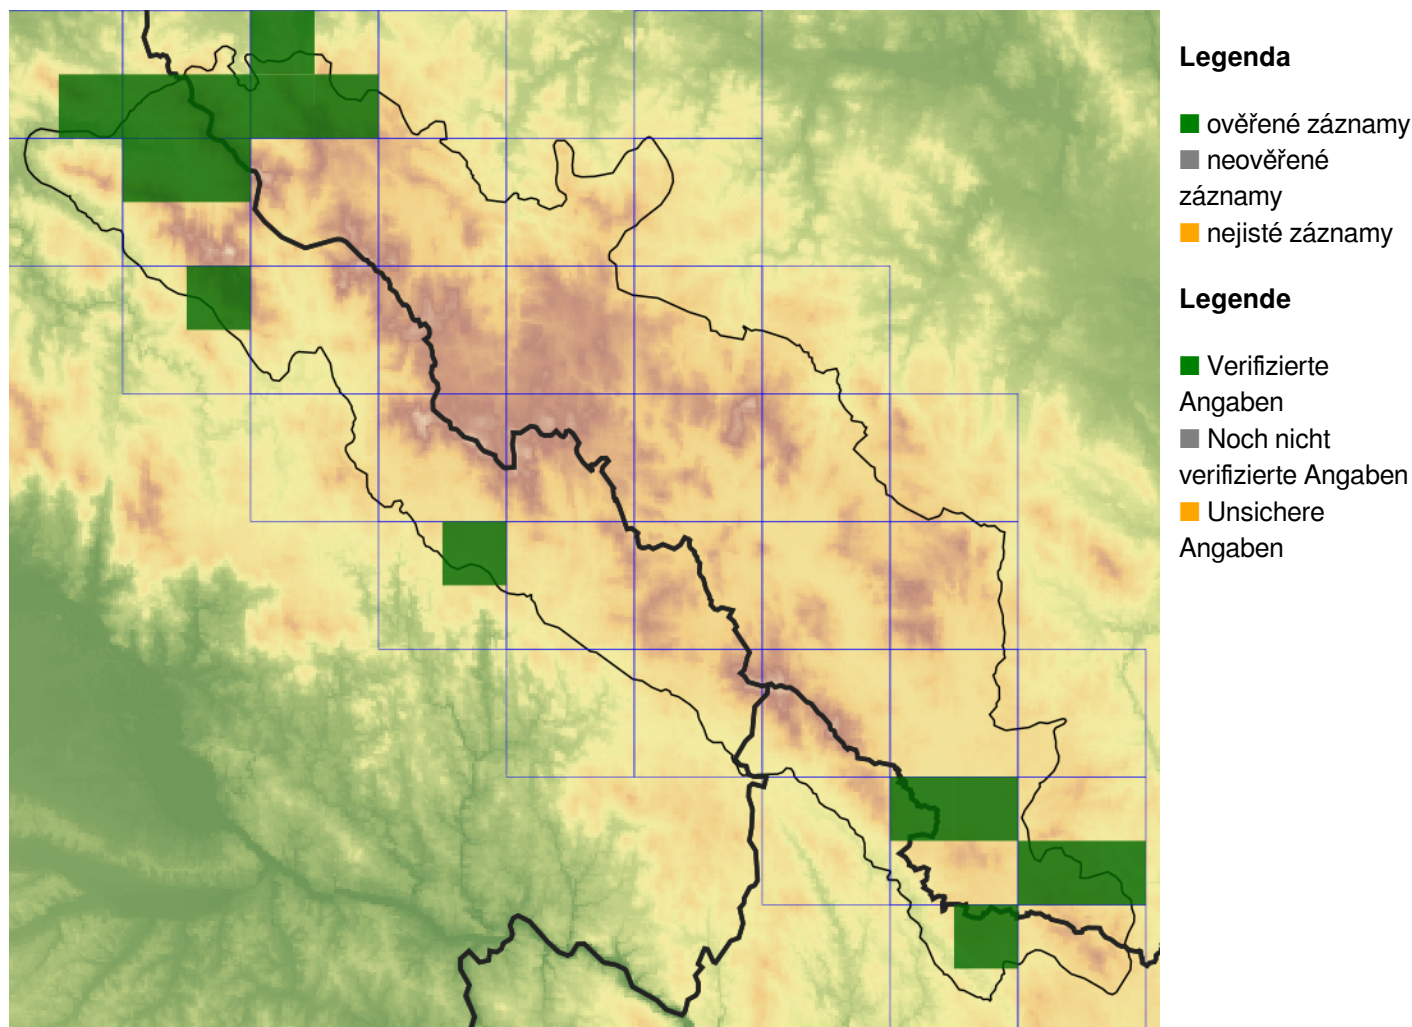 Legenda
ověřené záznamy
neověřené
záznamy
nejisté záznamy
Legende
Verifizierte
Angaben
Noch nicht
verifizierte Angaben
Unsichere
Angaben